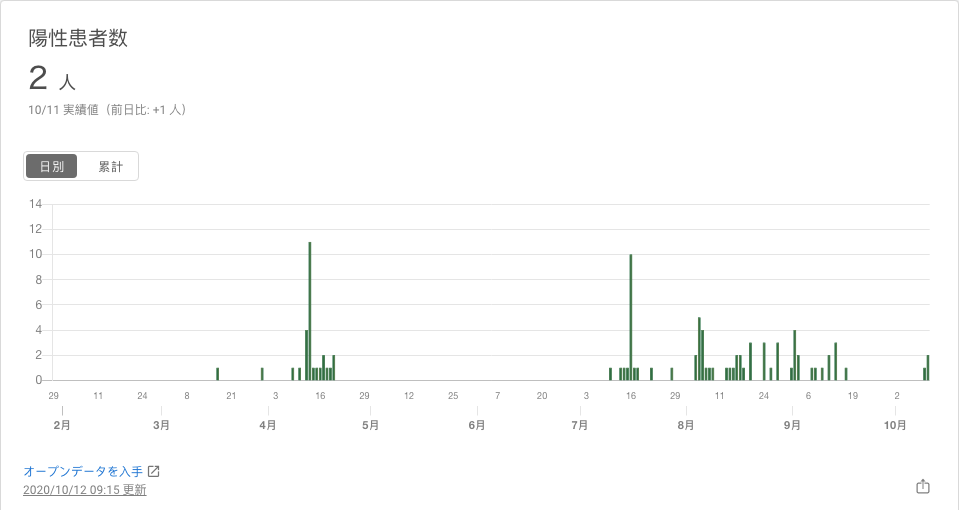 陽性患者数
2 人
10/11 実績値（前日比: +1 人）
日別 累計
14
12
10
8
6
4
2
0
29 11 24 8 21 3 16 29 12 25 7 20 3 16 29 11 24 6 19 2
2月 3月 4月 5月 6月 7月 8月 9月 10月
オープンデータを入手
2020/10/12 09:15 更新